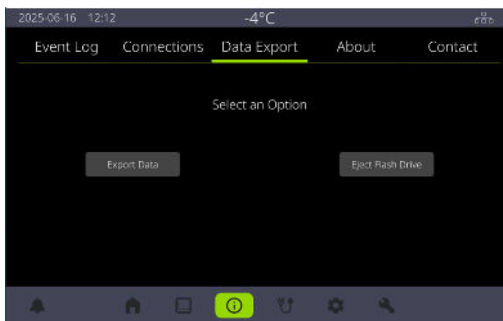 2025-06-16 12:12 -4°C
Event Log Connections Data Export About Contact
Select an Option
Export Data Eject Flash Drive